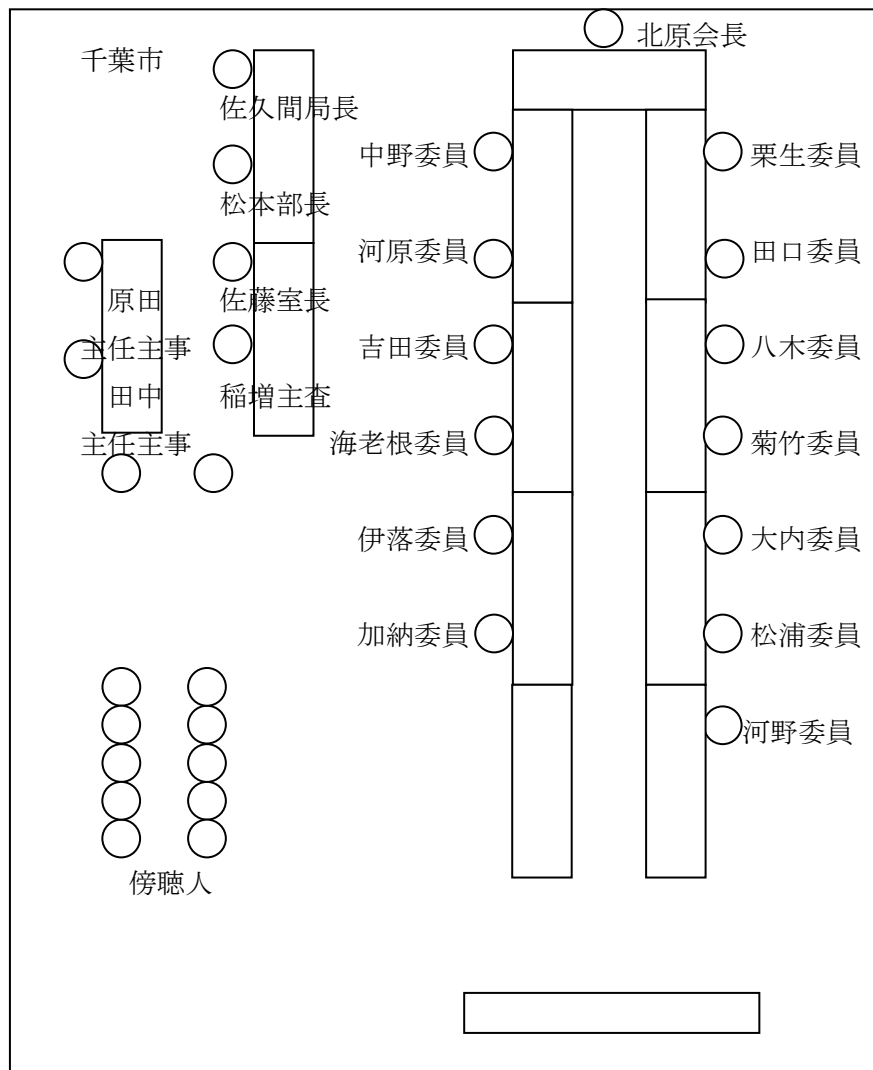 北原会長
千葉市
佐久間局長
松本部長
佐藤室長
稲増主査
原田
主任主事
田中
主任主事
中野委員
河原委員
吉田委員
海老根委員
伊落委員
加納委員
栗生委員
田口委員
八木委員
菊竹委員
大内委員
松浦委員
河野委員
傍聴人